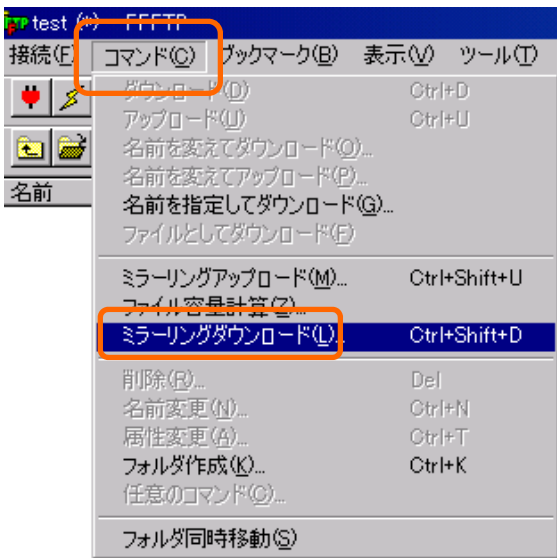 test (*) - FFFTP
接続(F) コマンド(C) ブックマーク(B) 表示(V) ツール(T)
ダウンロード(D) Ctrl+D
アップロード(U) Ctrl+U
名前を変えてダウンロード(O)...
名前を変えてアップロード(P)...
名前
名前を指定してダウンロード(G)...
ファイルとしてダウンロード(F)
ミラーリングアップロード(M)... Ctrl+Shift+U
ファイル容量計算(Z)...
ミラーリングダウンロード(L)... Ctrl+Shift+D
削除(R)... Del
名前変更(N)... Ctrl+N
属性変更(A)... Ctrl+T
フォルダ作成(K)... Ctrl+K
任意のコマンド(C)...
フォルダ同時移動(S)